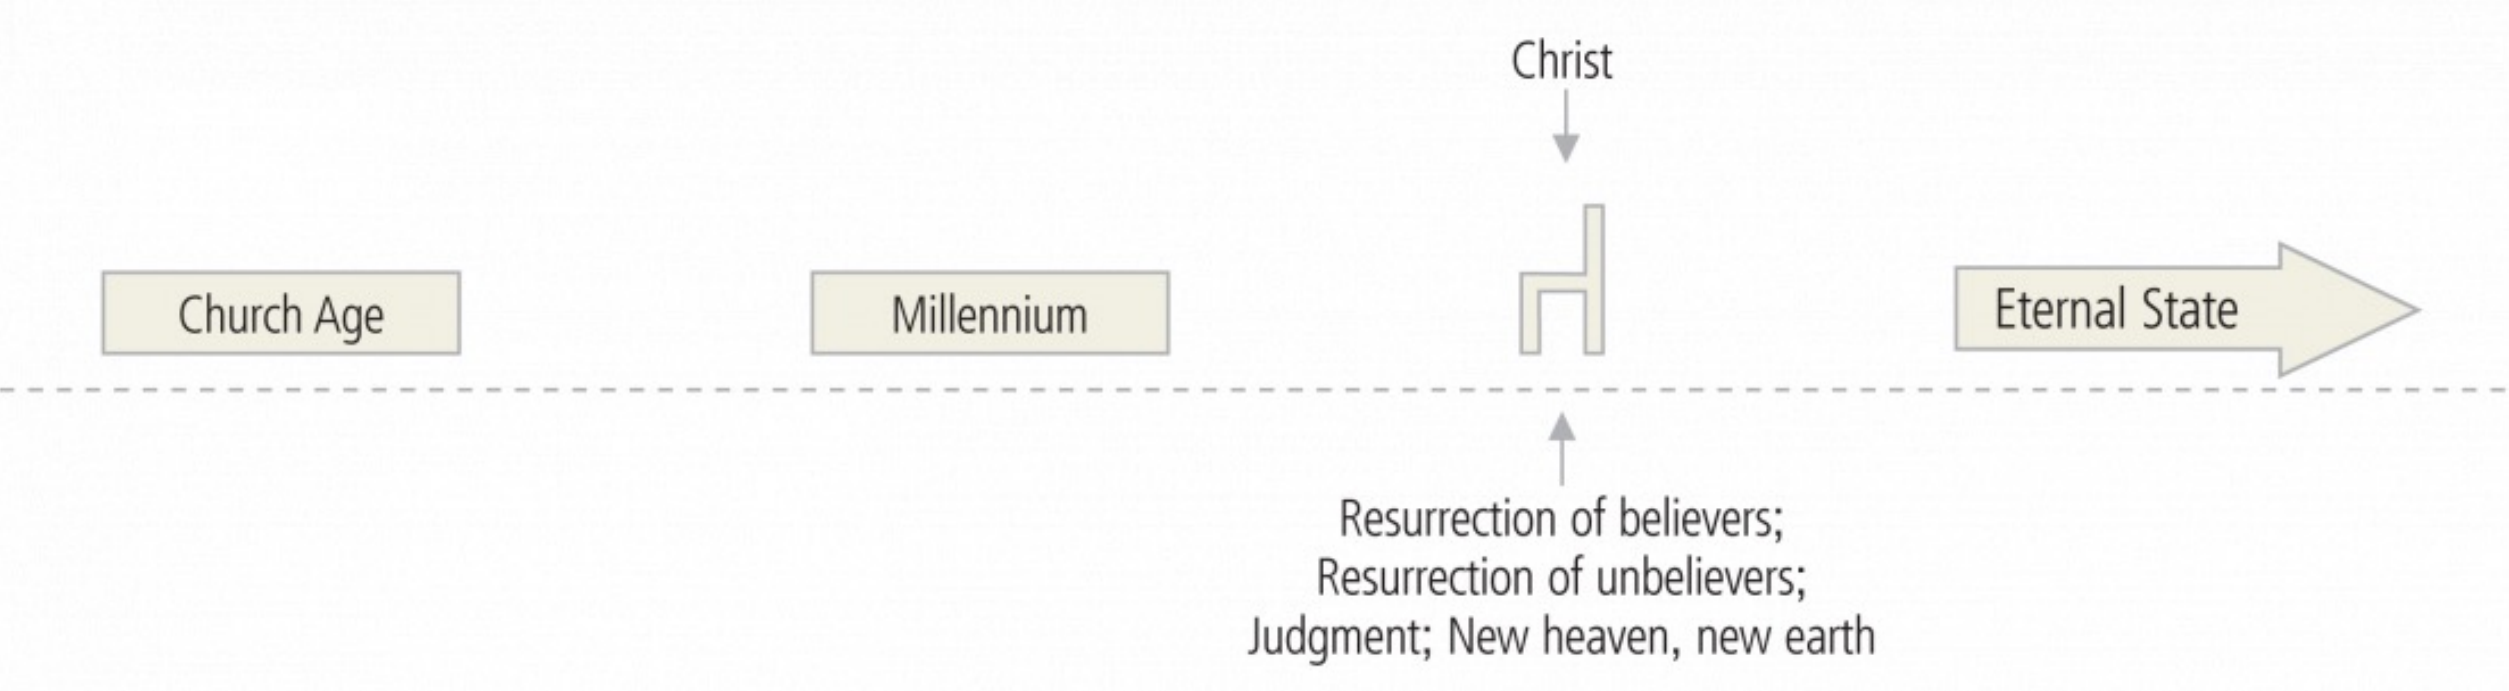 Christ
Church Age
Millennium
Eternal State
Resurrection of believers;
Resurrection of unbelievers;
Judgment; New heaven, new earth